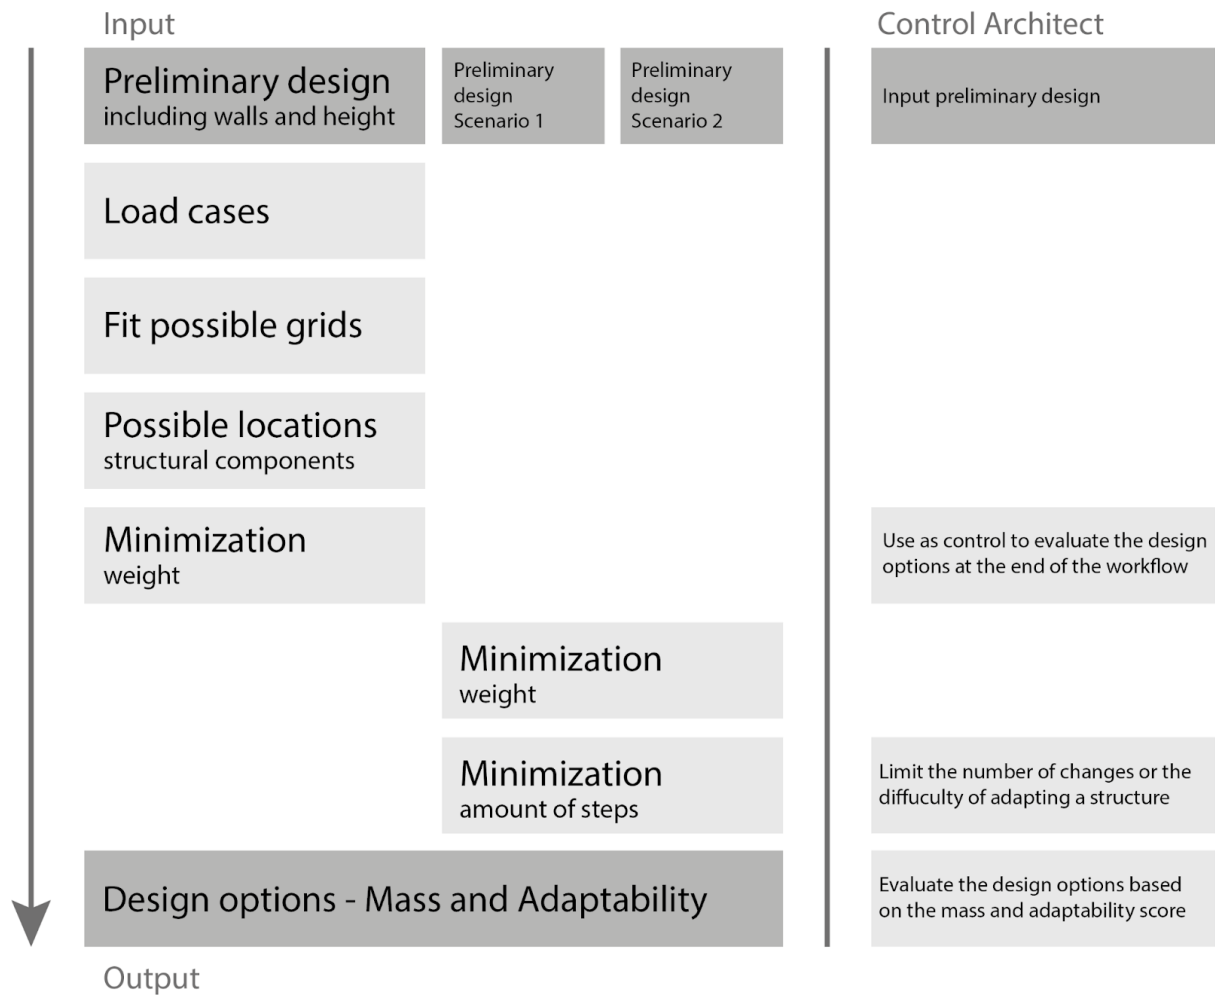 Input
Control Architect
Preliminary design
including walls and height
Preliminary
design
Scenario 1
Preliminary
design
Scenario 2
Input preliminary design
Load cases
Fit possible grids
Possible locations
structural components
Minimization
weight
Use as control to evaluate the design
options at the end of the workflow
Minimization
weight
Minimization
amount of steps
Limit the number of changes or the
diffuculty of adapting a structure
Design options - Mass and Adaptability
Evaluate the design options based
on the mass and adaptability score
Output